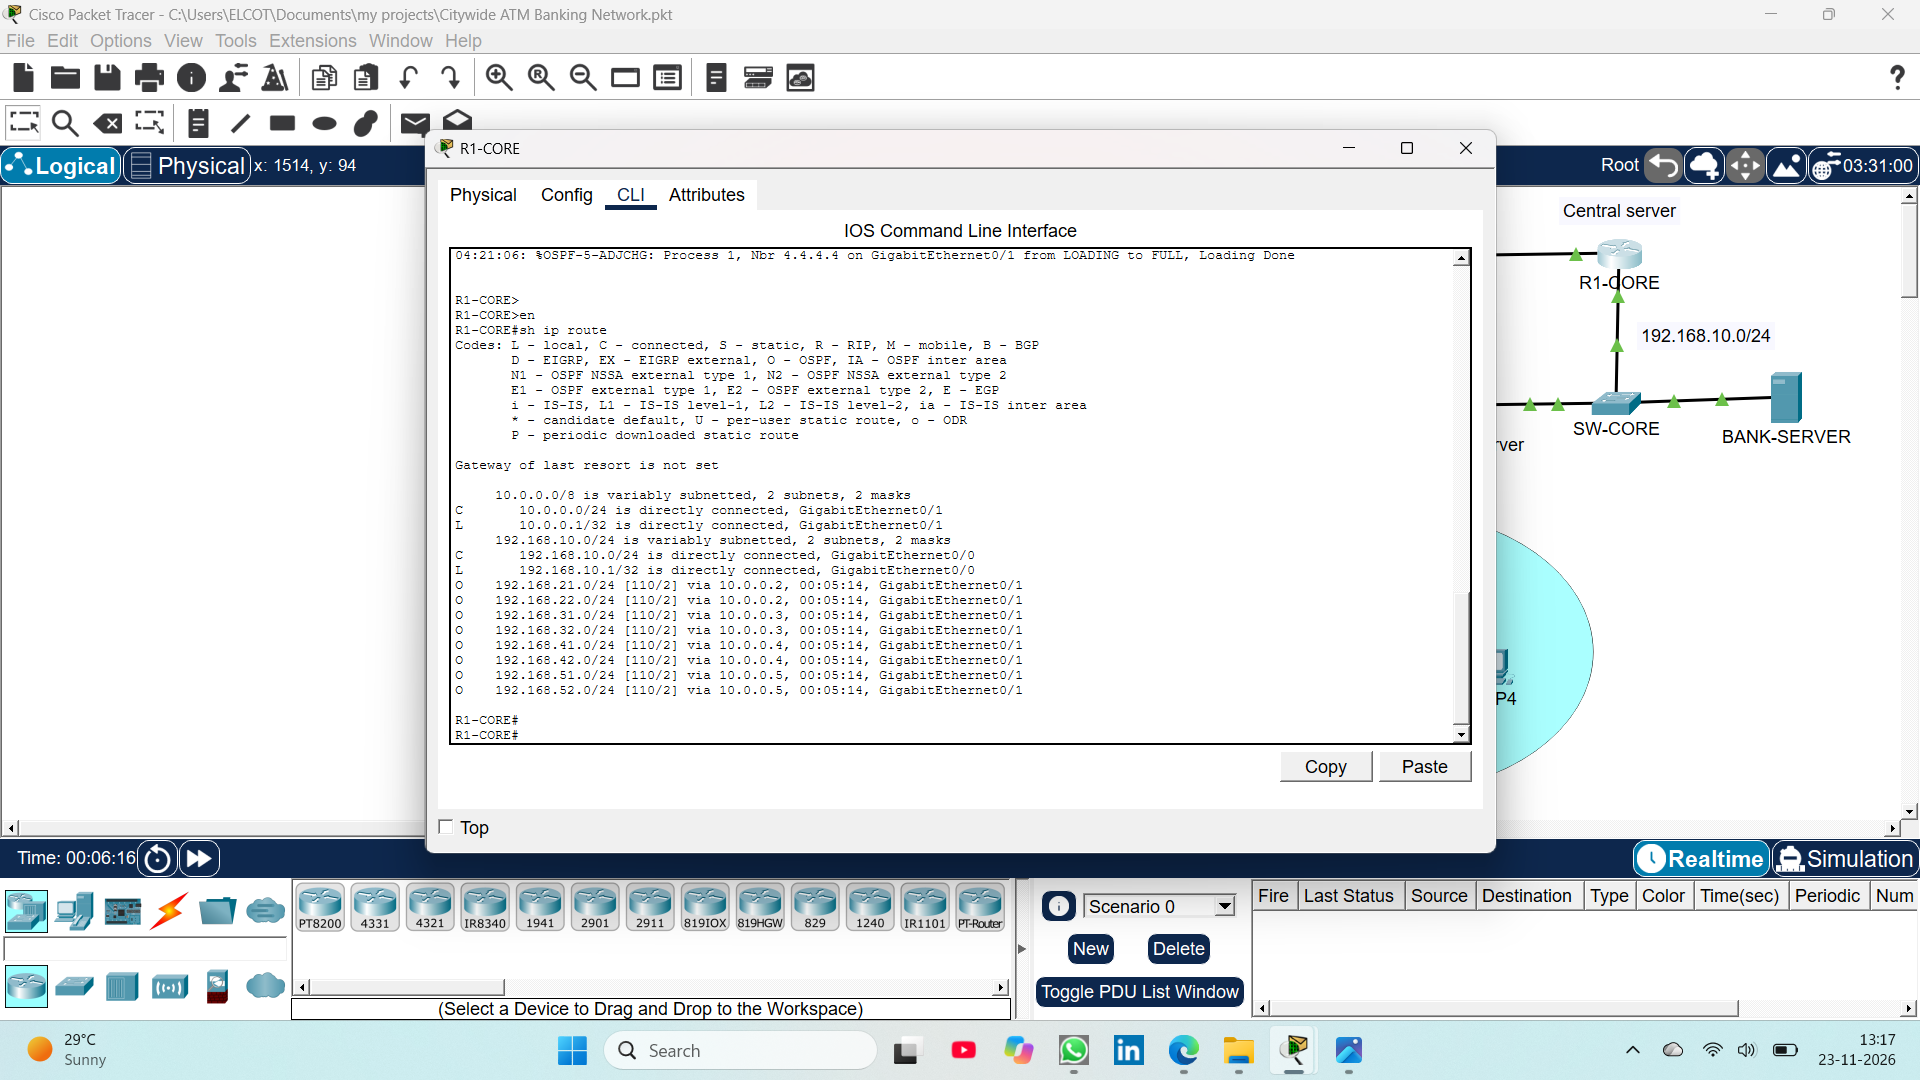 Cisco Packet Tracer - C:\Users\ELCOT\Documents\my projects\Citywide ATM Banking Network.pkt
File Edit Options View Tools Extensions Window Help
Logical Physical x: 1514, y: 94
Root 03:31:00
R1-CORE
Physical Config CLI Attributes
IOS Command Line Interface
04:21:06: %OSPF-5-ADJCHG: Process 1, Nbr 4.4.4.4 on GigabitEthernet0/1 from LOADING to FULL, Loading Done
R1-CORE>
R1-CORE>en
R1-CORE#sh ip route
Codes: L - local, C - connected, S - static, R - RIP, M - mobile, B - BGP
D - EIGRP, EX - EIGRP external, O - OSPF, IA - OSPF inter area
N1 - OSPF NSSA external type 1, N2 - OSPF NSSA external type 2
E1 - OSPF external type 1, E2 - OSPF external type 2, E - EGP
i - IS-IS, L1 - IS-IS level-1, L2 - IS-IS level-2, ia - IS-IS inter area
* - candidate default, U - per-user static route, o - ODR
P - periodic downloaded static route
Gateway of last resort is not set
10.0.0.0/8 is variably subnetted, 2 subnets, 2 masks
C 10.0.0.0/24 is directly connected, GigabitEthernet0/1
L 10.0.0.1/32 is directly connected, GigabitEthernet0/1
192.168.10.0/24 is variably subnetted, 2 subnets, 2 masks
C 192.168.10.0/24 is directly connected, GigabitEthernet0/0
L 192.168.10.1/32 is directly connected, GigabitEthernet0/0
O 192.168.21.0/24 [110/2] via 10.0.0.2, 00:05:14, GigabitEthernet0/1
O 192.168.22.0/24 [110/2] via 10.0.0.2, 00:05:14, GigabitEthernet0/1
O 192.168.31.0/24 [110/2] via 10.0.0.3, 00:05:14, GigabitEthernet0/1
O 192.168.32.0/24 [110/2] via 10.0.0.3, 00:05:14, GigabitEthernet0/1
O 192.168.41.0/24 [110/2] via 10.0.0.4, 00:05:14, GigabitEthernet0/1
O 192.168.42.0/24 [110/2] via 10.0.0.4, 00:05:14, GigabitEthernet0/1
O 192.168.51.0/24 [110/2] via 10.0.0.5, 00:05:14, GigabitEthernet0/1
O 192.168.52.0/24 [110/2] via 10.0.0.5, 00:05:14, GigabitEthernet0/1
R1-CORE#
R1-CORE#
Copy Paste
Top
Central server
R1-CORE
192.168.10.0/24
SW-CORE
BANK-SERVER
ver
P4
Time: 00:06:16
Realtime Simulation
PT8200 4331 4321 IR8340 1941 2901 2911 819IOX 819HGW 829 1240 IR1101 PT-Router
(Select a Device to Drag and Drop to the Workspace)
Scenario 0
New Delete
Toggle PDU List Window
Fire Last Status Source Destination Type Color Time(sec) Periodic Num
29°C
Sunny
Search
13:17
23-11-2026